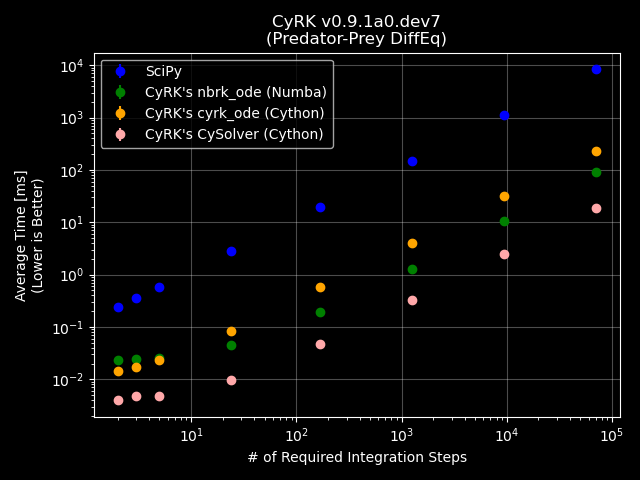 CyRK v0.9.1a0.dev7
(Predator-Prey DiffEq)
SciPy
CyRK's nbrk_ode (Numba)
CyRK's cyrk_ode (Cython)
CyRK's CySolver (Cython)
Average Time [ms]
(Lower is Better)
10⁴
10³
10²
10¹
10⁰
10⁻¹
10⁻²
10¹ 10² 10³ 10⁴ 10⁵
# of Required Integration Steps